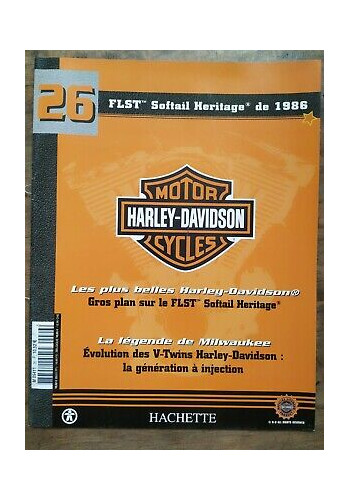 26
FLST™ Softail Heritage® de 1986
MOTOR
HARLEY-DAVIDSON
CYCLES
Les plus belles Harley-Davidson®
Gros plan sur le FLST™ Softail Heritage®
La légende de Milwaukee
Évolution des V-Twins Harley-Davidson :
la génération à injection
HACHETTE